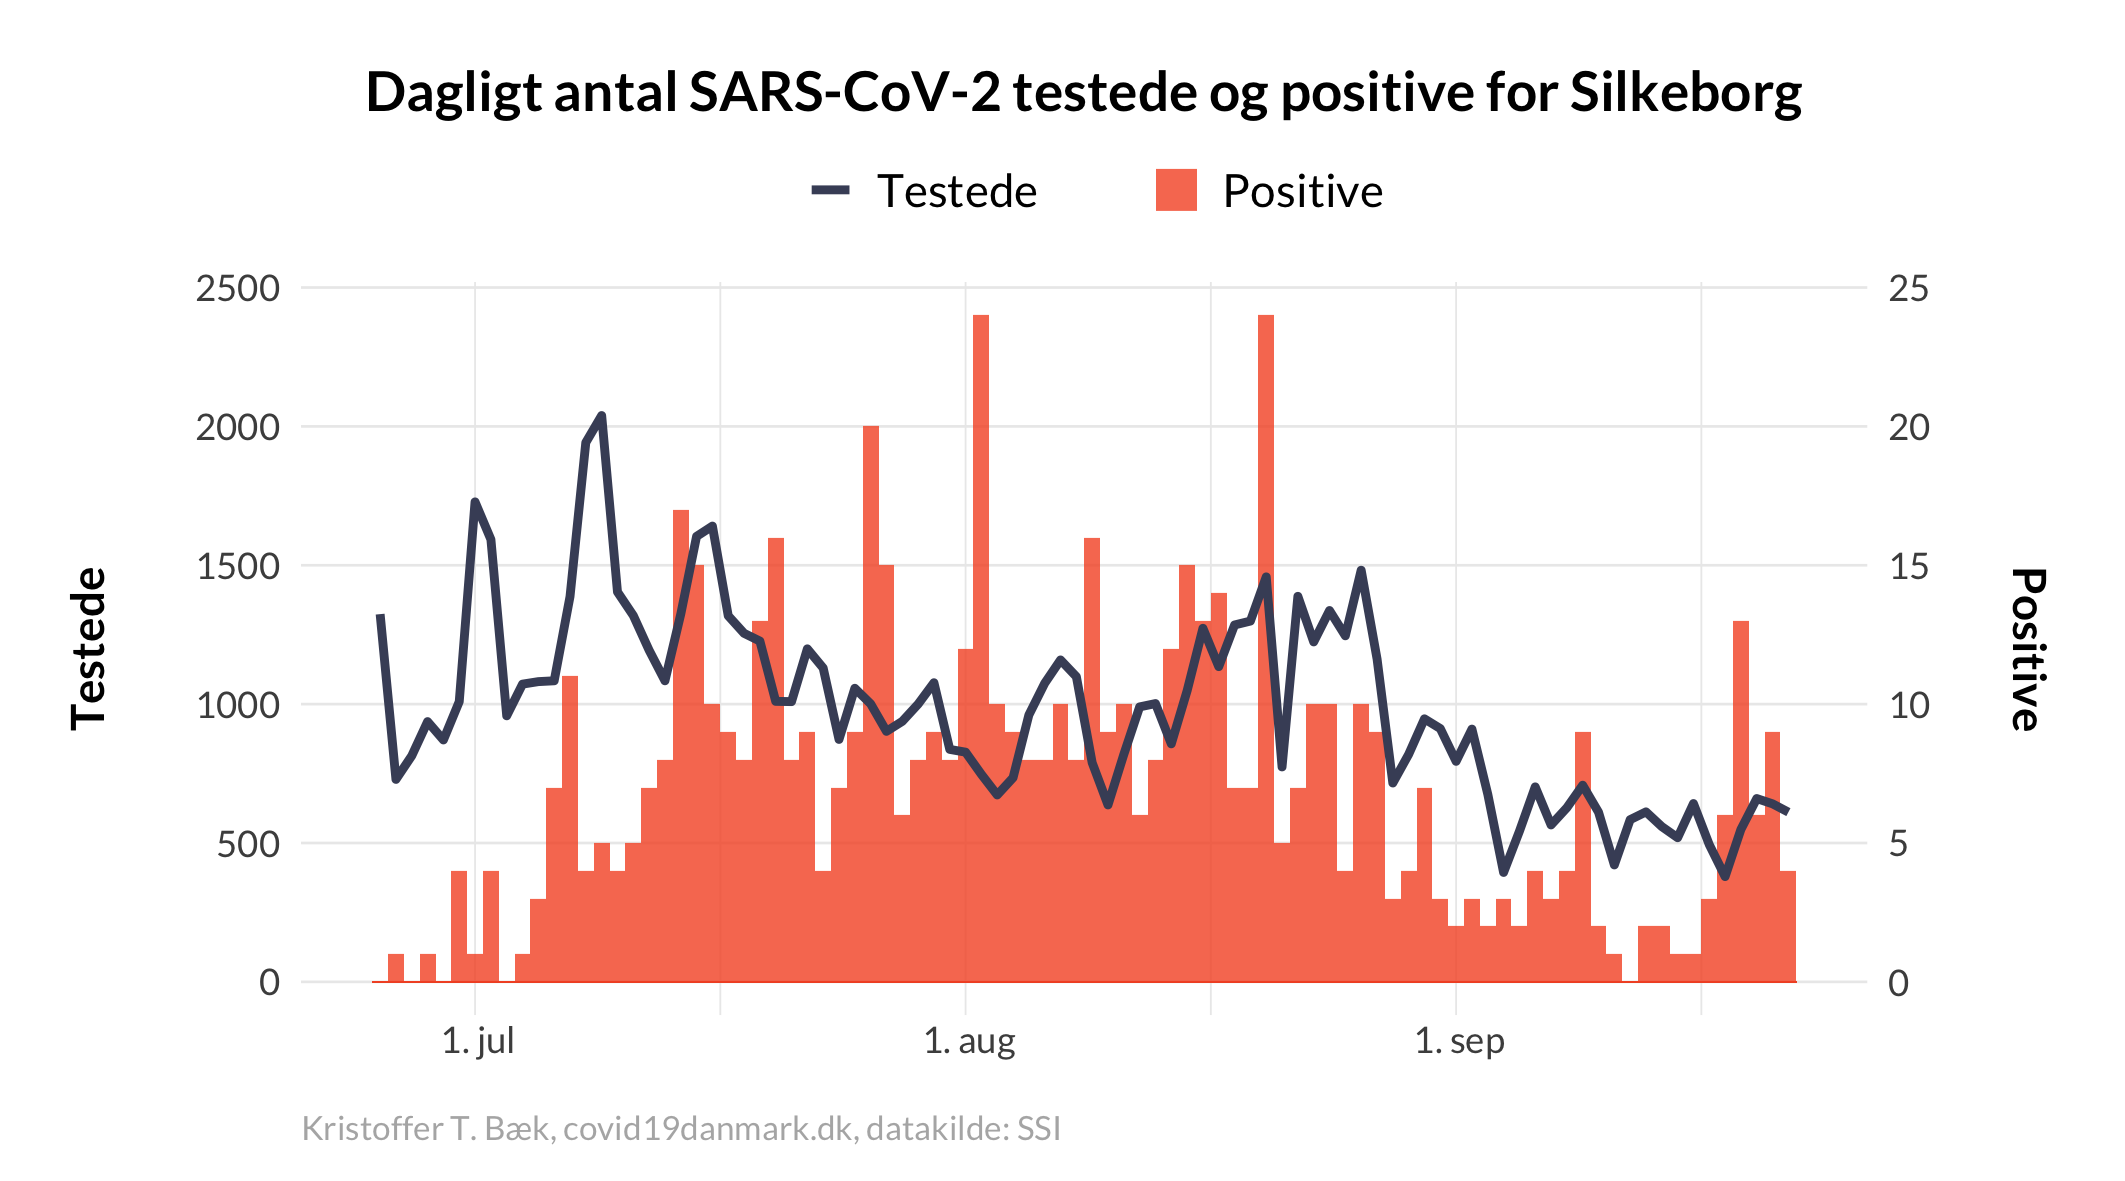 Dagligt antal SARS-CoV-2 testede og positive for Silkeborg
Testede
Positive
2500
2000
1500
1000
500
0
Testede
25
20
15
10
5
0
Positive
1. jul
1. aug
1. sep
Kristoffer T. Bæk, covid19danmark.dk, datakilde: SSI